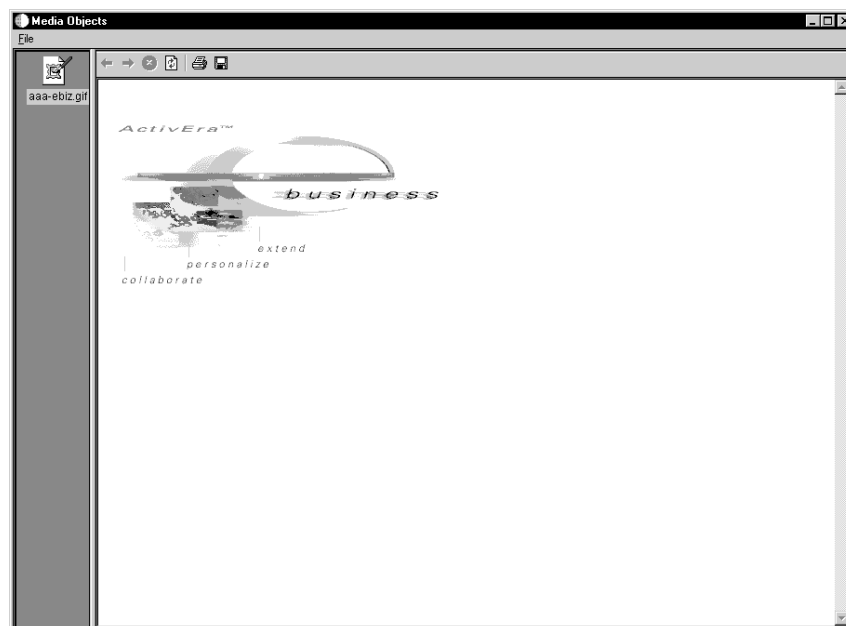 Media Objects
File
aaa-ebiz.gif
ActivEra™
business
extend
personalize
collaborate